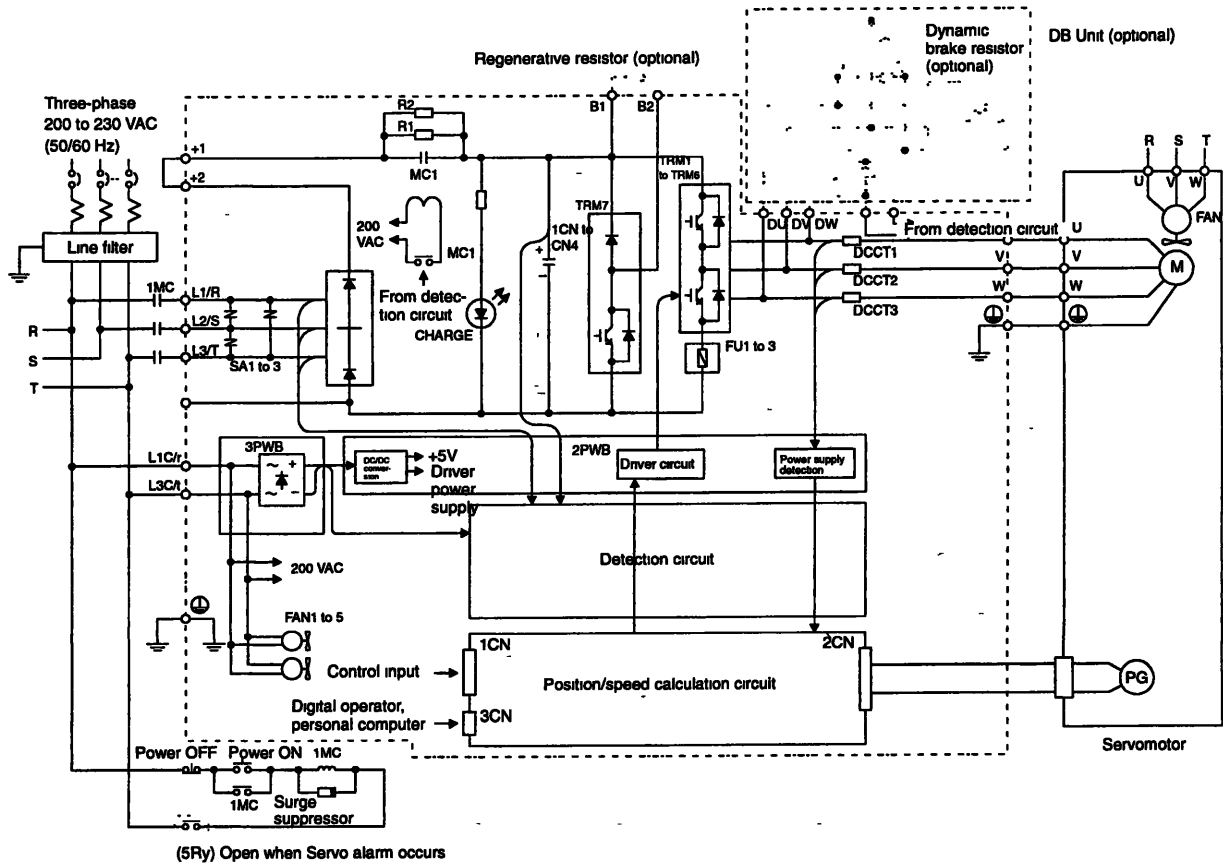 Regenerative resistor (optional)
Dynamic
brake resistor
(optional)
DB Unit (optional)
Three-phase
200 to 230 VAC
(50/60 Hz)
R2
R1
MC1
B1
B2
+1
+2
TRM1
to TRM6
TRM7
R
S
T
U
V
W
FAN
200
VAC
MC1
1CN to
CN4
+
DU
DV
DW
From detection circuit
U
Line filter
DCCT1
V
V
M
DCCT2
W
W
DCCT3
1MC
L1/R
From detec-
tion circuit
R
L2/S
CHARGE
S
L3/T
SA1 to 3
FU1 to 3
T
3PWB
L1C/r
~ +
DC/DC
conver-
sion
+5V
Driver
power
supply
2PWB
Driver circuit
Power supply
detection
L3C/t
~ −
200 VAC
Detection circuit
FAN1 to 5
1CN
2CN
Control input
Position/speed calculation circuit
PG
Digital operator,
personal computer
3CN
Servomotor
Power OFF
Power ON
1MC
1MC
Surge
suppressor
(5Ry) Open when Servo alarm occurs